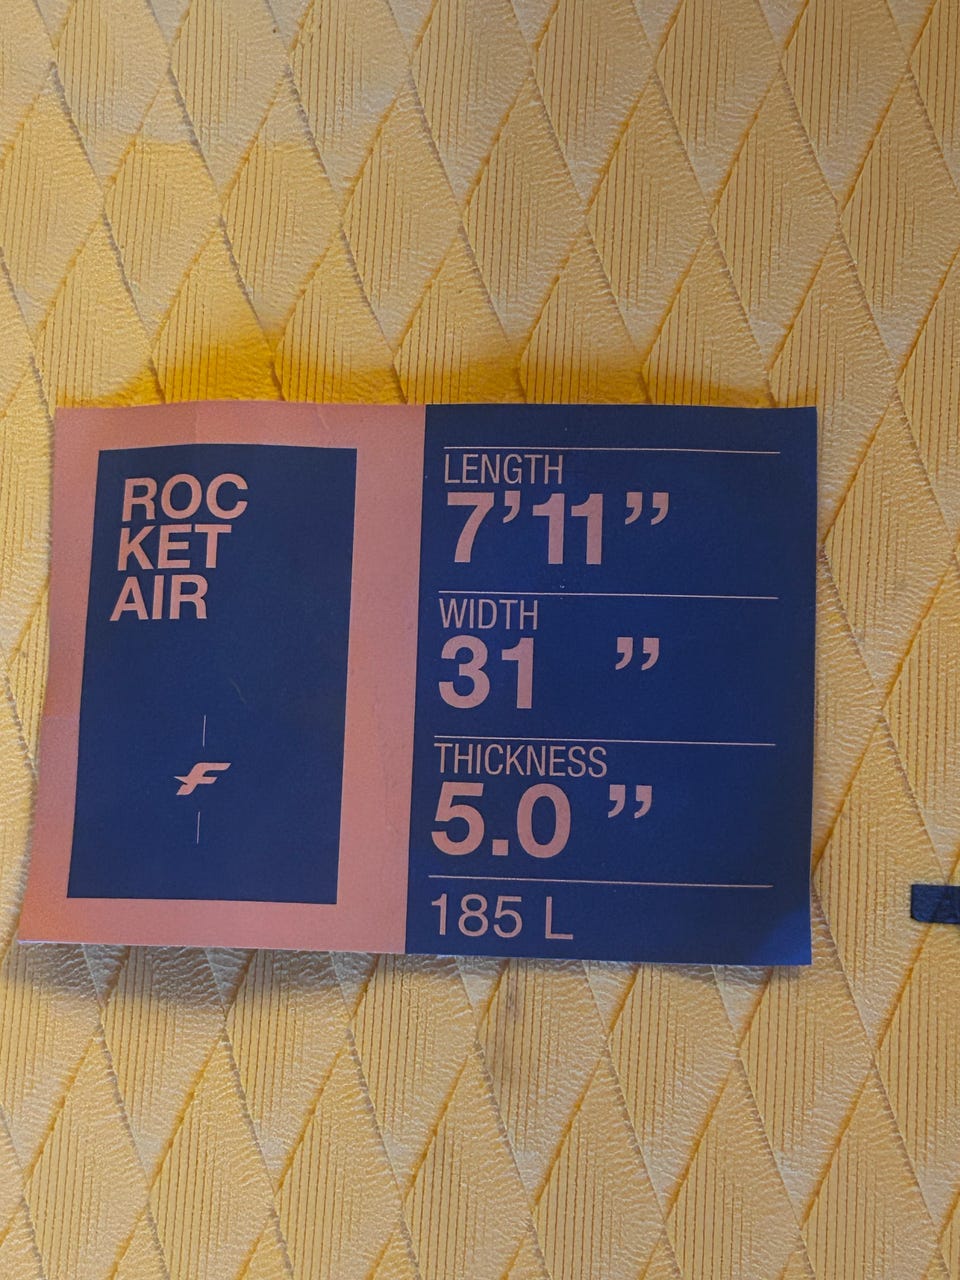 ROC
KET
AIR
F
LENGTH
7’11”
WIDTH
31 ”
THICKNESS
5.0 ”
185 L